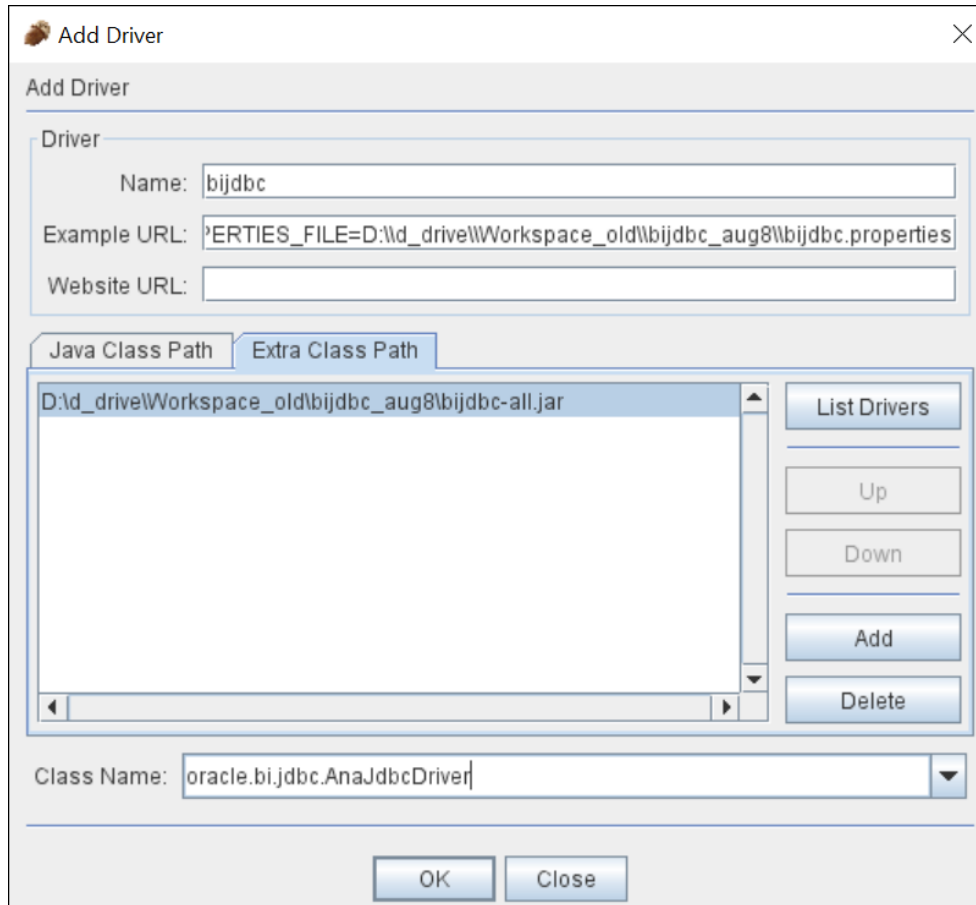 Add Driver
Add Driver
Driver
Name: bijdbc
Example URL: PERTIES_FILE=D:\\d_drive\\Workspace_old\\bijdbc_aug8\\bijdbc.properties
Website URL:
Java Class Path Extra Class Path
D:\d_drive\Workspace_old\bijdbc_aug8\bijdbc-all.jar
List Drivers
Up
Down
Add
Delete
Class Name: oracle.bi.jdbc.AnaJdbcDriver
OK Close